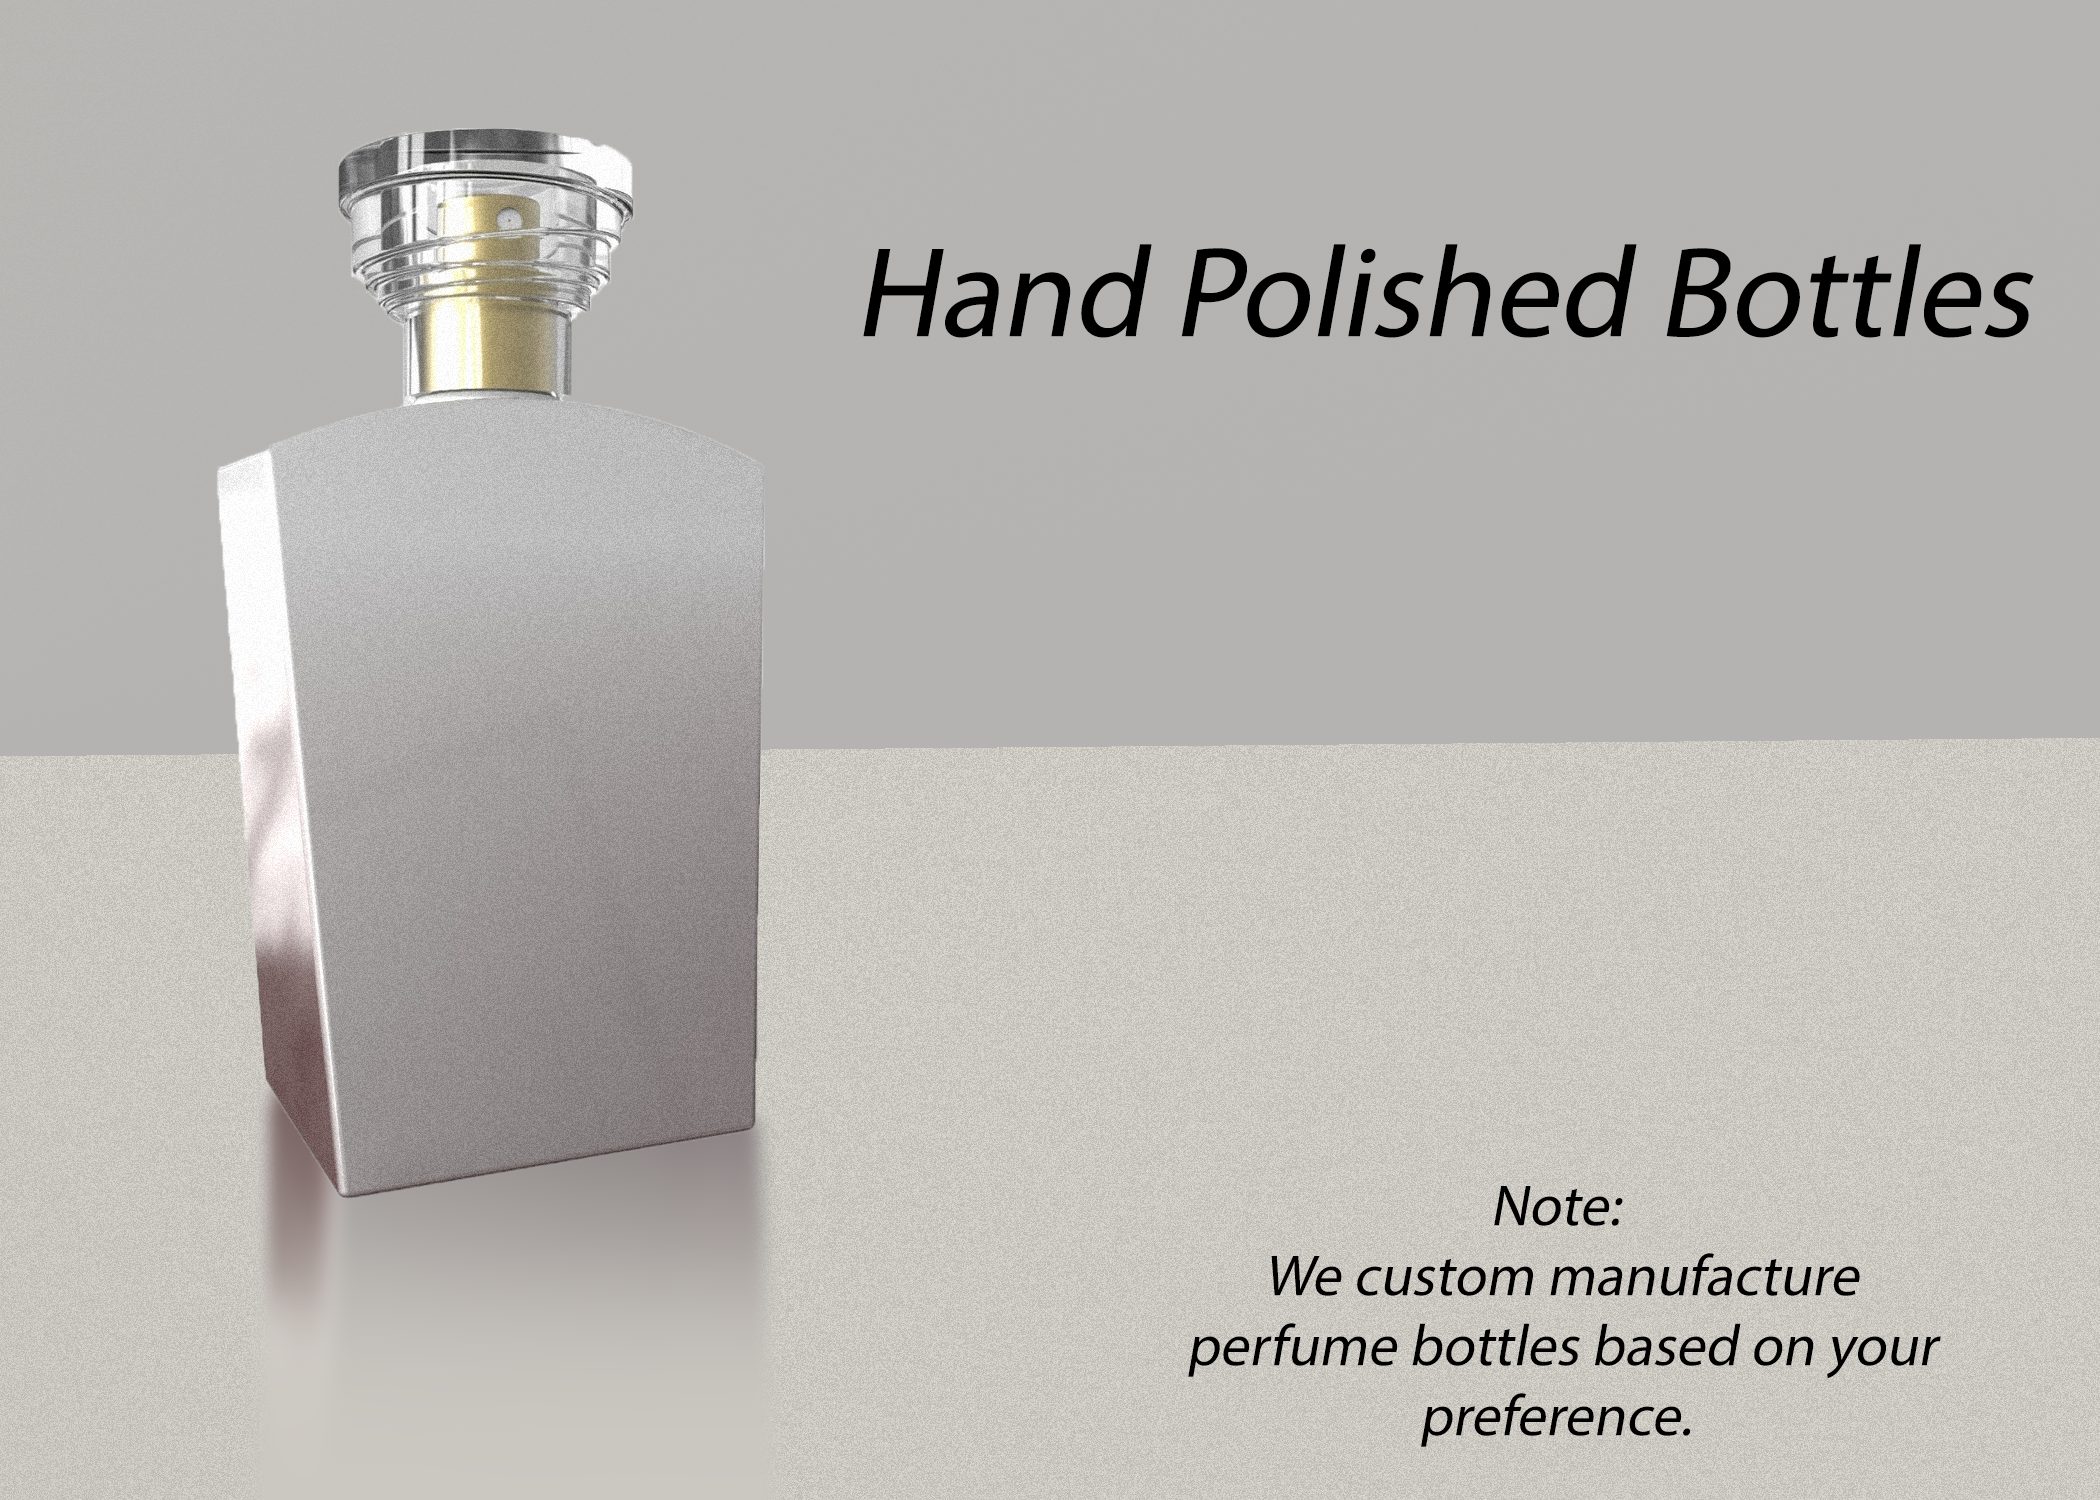 Hand Polished Bottles
Note:
We custom manufacture
perfume bottles based on your
preference.